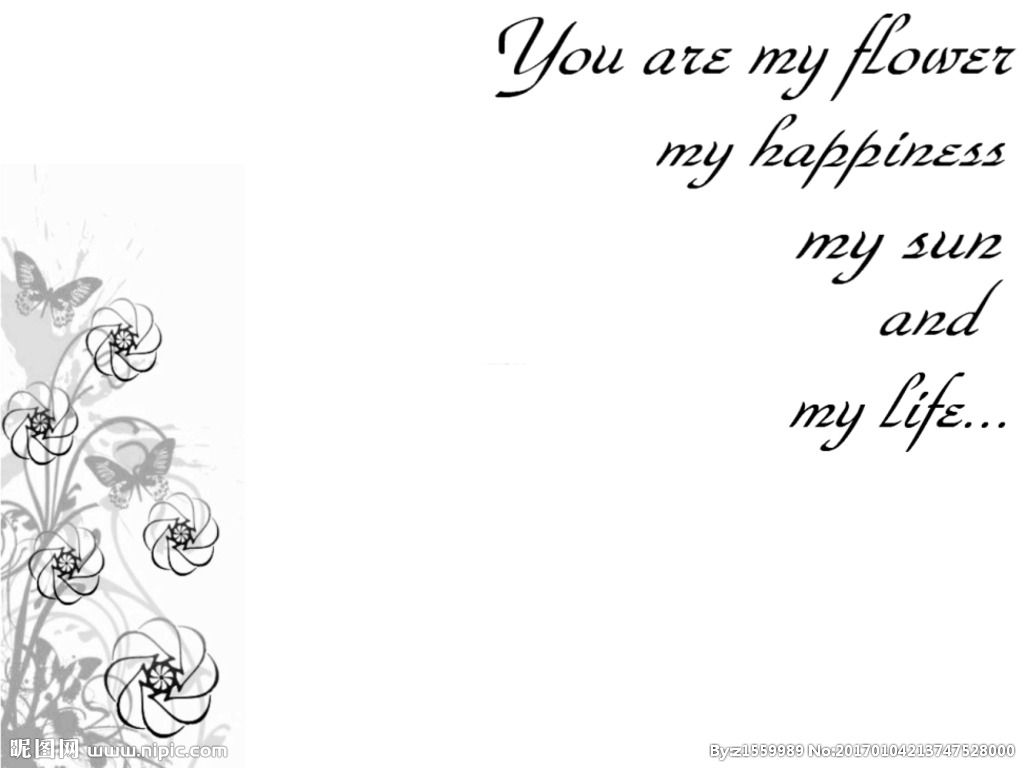 You are my flower
my happiness
my sun
and
my life...
昵图网 www.nipic.com
By:z1559989 No:20170104213747528000